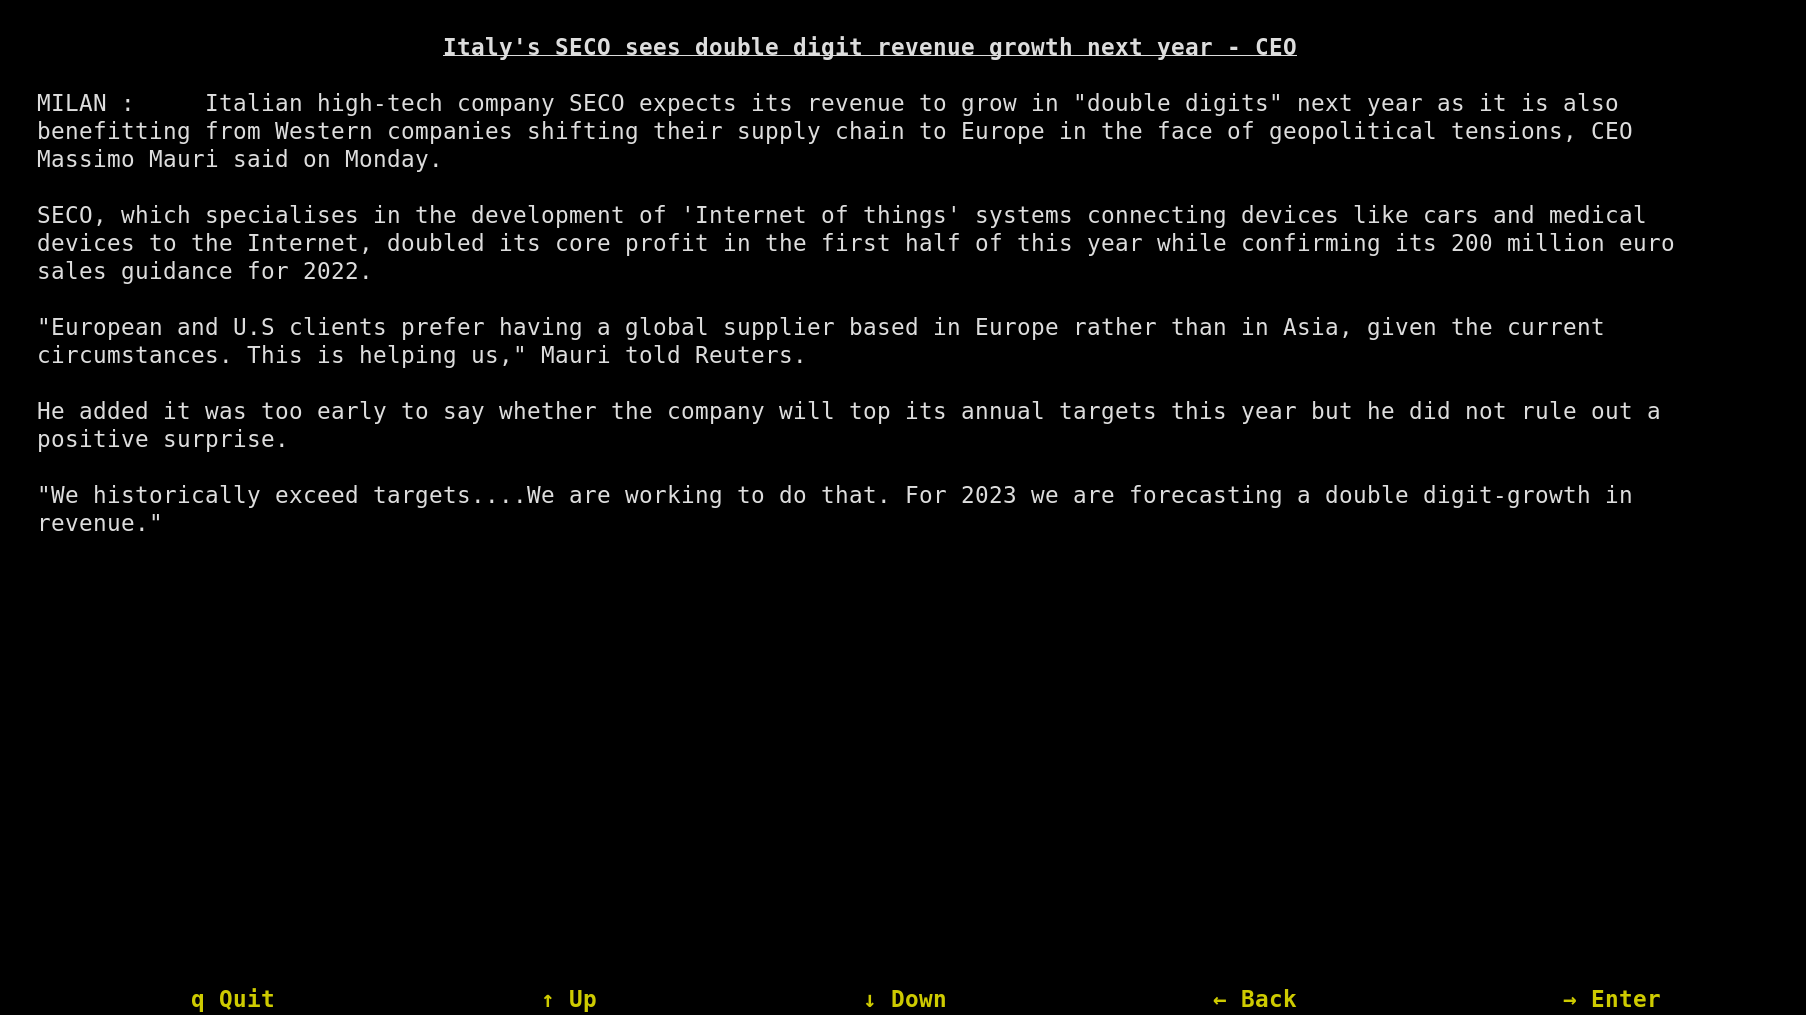 Italy's SECO sees double digit revenue growth next year - CEO
MILAN :     Italian high-tech company SECO expects its revenue to grow in "double digits" next year as it is also
benefitting from Western companies shifting their supply chain to Europe in the face of geopolitical tensions, CEO
Massimo Mauri said on Monday.
SECO, which specialises in the development of 'Internet of things' systems connecting devices like cars and medical
devices to the Internet, doubled its core profit in the first half of this year while confirming its 200 million euro
sales guidance for 2022.
"European and U.S clients prefer having a global supplier based in Europe rather than in Asia, given the current
circumstances. This is helping us," Mauri told Reuters.
He added it was too early to say whether the company will top its annual targets this year but he did not rule out a
positive surprise.
"We historically exceed targets....We are working to do that. For 2023 we are forecasting a double digit-growth in
revenue."
q Quit ↑ Up ↓ Down ← Back → Enter